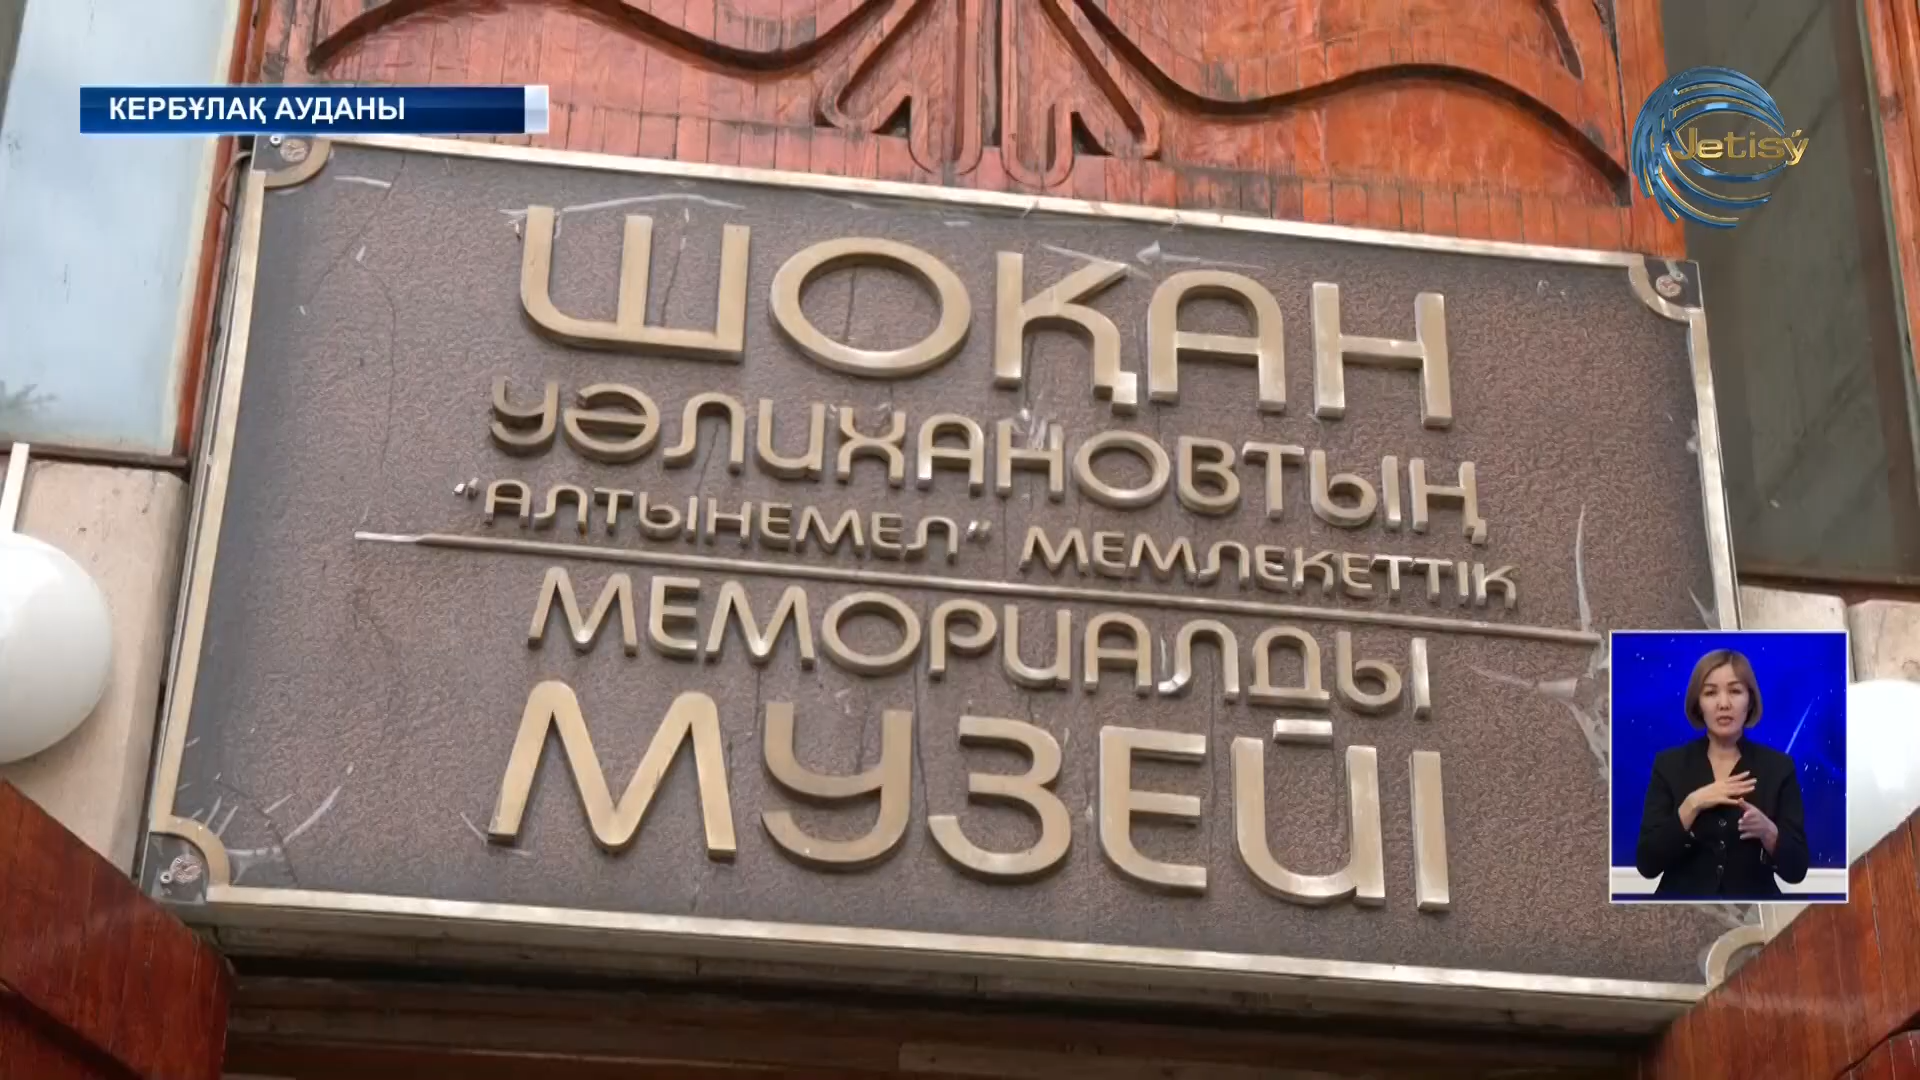 КЕРБҰЛАҚ АУДАНЫ
Jetisý
ШОҚАН
УӘЛИХАНОВТЫҢ
"АЛТЫНЕМЕЛ" МЕМЛЕКЕТТІК
МЕМОРИАЛДЫ
МУЗЕЙІ